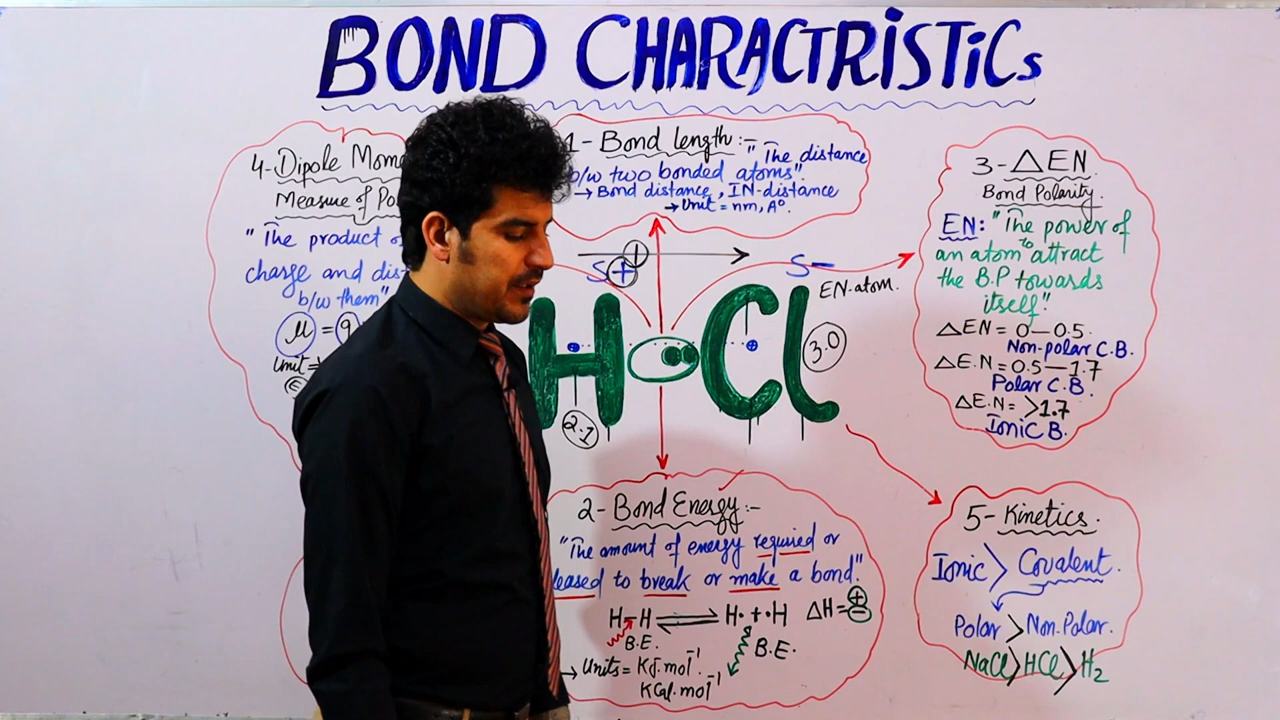 BOND CHARACTRISTICs
4-Dipole Mome
Measure of Po
"The product o
charge and dis
b/w them"
μ = q
Unit →
1 - Bond length :-
"The distance
b/w two bonded atoms".
→ Bond distance, IN-distance
→ Unit = nm, A°.
3 - △EN
Bond Polarity.
EN: "The power of
an atom to attract
the B.P towards
itself".
△EN = 0 — 0.5.
Non-polar C.B.
△E.N = 0.5 — 1.7
Polar C.B.
△E.N = >1.7
Ionic B.
S+
S-
EN-atom.
H Cl
2.1
3.0
2 - Bond Energy :-
"The amount of energy required or
leased to break or make a bond".
H-H ⇌ H· + ·H △H = ⊕ ⊖
B.E.
B.E.
→ Units = KJ.mol⁻¹.
KCal.mol⁻¹
5 - Kinetics.
Ionic > Covalent.
Polar > Non-Polar.
NaCl > HCl > H₂